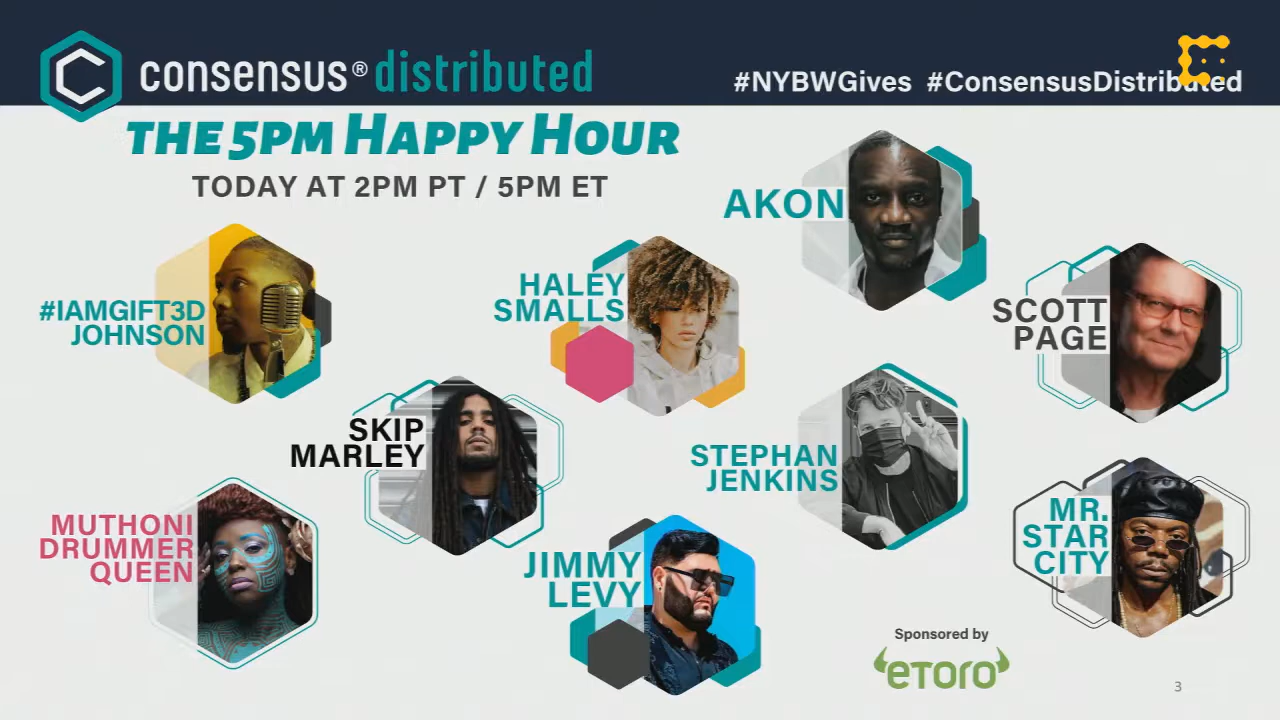 consensus® distributed
#NYBWGives #ConsensusDistributed
THE 5PM HAPPY HOUR
TODAY AT 2PM PT / 5PM ET
AKON
#IAMGIFT3D
JOHNSON
HALEY
SMALLS
SCOTT
PAGE
SKIP
MARLEY
STEPHAN
JENKINS
MUTHONI
DRUMMER
QUEEN
JIMMY
LEVY
MR.
STAR
CITY
Sponsored by
eToro
3